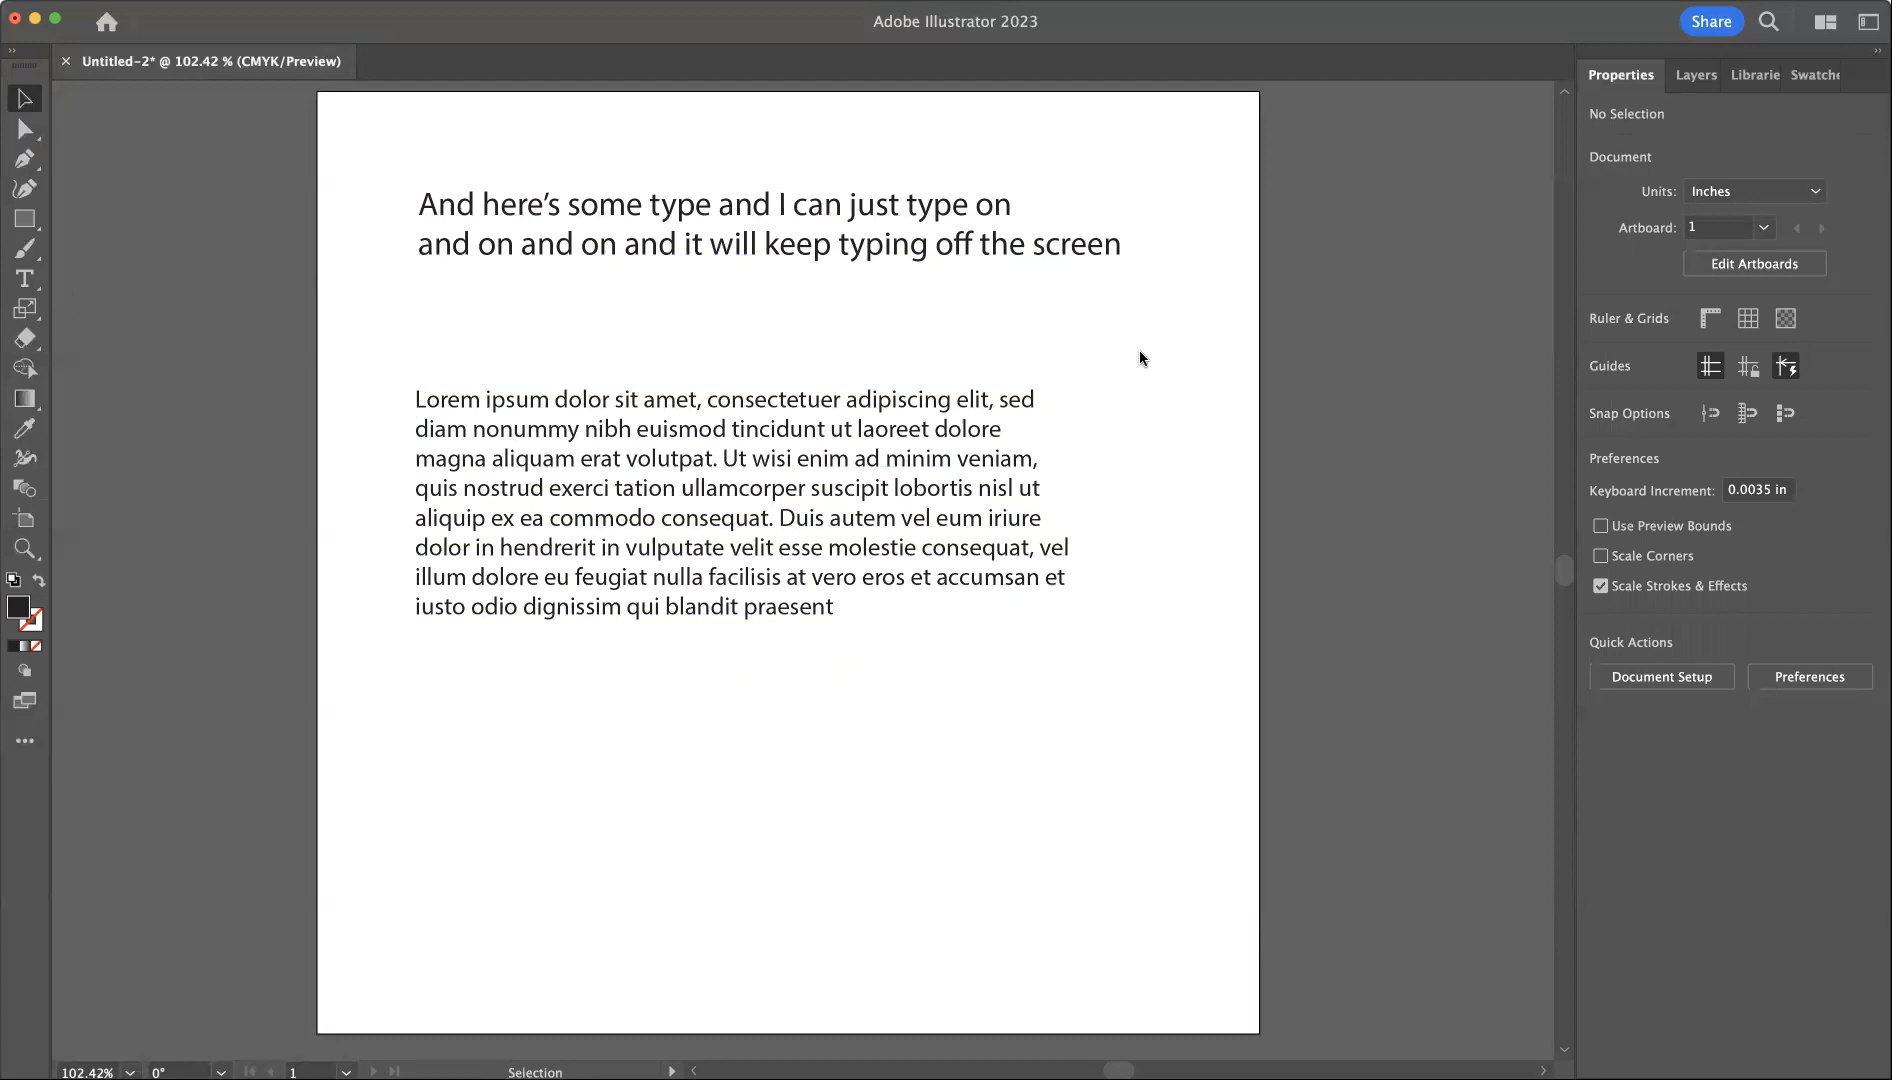 Adobe Illustrator 2023
Share
× Untitled-2* @ 102.42 % (CMYK/Preview)
Properties Layers Librarie Swatche
No Selection
Document
Units: Inches
Artboard: 1
Edit Artboards
Ruler & Grids
Guides
Snap Options
Preferences
Keyboard Increment: 0.0035 in
Use Preview Bounds
Scale Corners
Scale Strokes & Effects
Quick Actions
Document Setup Preferences
And here’s some type and I can just type on
and on and on and it will keep typing off the screen
Lorem ipsum dolor sit amet, consectetuer adipiscing elit, sed
diam nonummy nibh euismod tincidunt ut laoreet dolore
magna aliquam erat volutpat. Ut wisi enim ad minim veniam,
quis nostrud exerci tation ullamcorper suscipit lobortis nisl ut
aliquip ex ea commodo consequat. Duis autem vel eum iriure
dolor in hendrerit in vulputate velit esse molestie consequat, vel
illum dolore eu feugiat nulla facilisis at vero eros et accumsan et
iusto odio dignissim qui blandit praesent
102.42% 0° 1 Selection